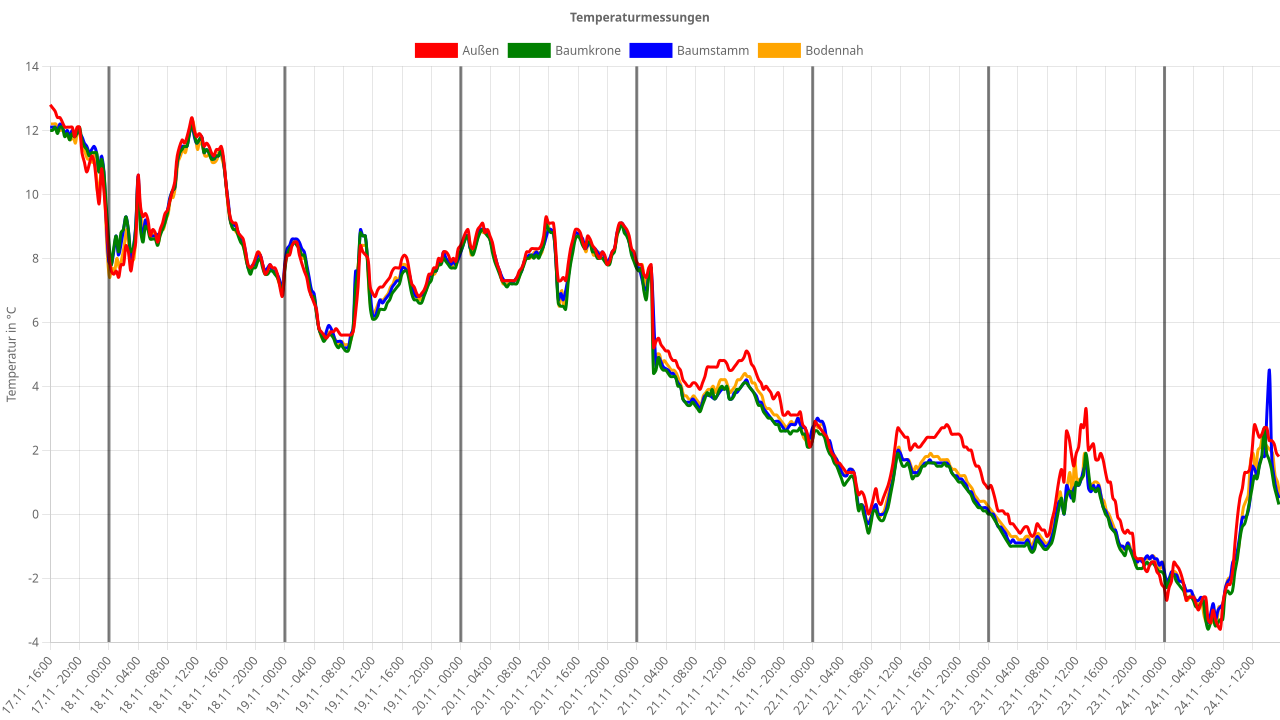 Temperaturmessungen
Außen Baumkrone Baumstamm Bodennah
Temperatur in °C
14
12
10
8
6
4
2
0
-2
-4
17.11 - 16:00
17.11 - 20:00
18.11 - 00:00
18.11 - 04:00
18.11 - 08:00
18.11 - 12:00
18.11 - 16:00
18.11 - 20:00
19.11 - 00:00
19.11 - 04:00
19.11 - 08:00
19.11 - 12:00
19.11 - 16:00
19.11 - 20:00
20.11 - 00:00
20.11 - 04:00
20.11 - 08:00
20.11 - 12:00
20.11 - 16:00
20.11 - 20:00
21.11 - 00:00
21.11 - 04:00
21.11 - 08:00
21.11 - 12:00
21.11 - 16:00
21.11 - 20:00
22.11 - 00:00
22.11 - 04:00
22.11 - 08:00
22.11 - 12:00
22.11 - 16:00
22.11 - 20:00
23.11 - 00:00
23.11 - 04:00
23.11 - 08:00
23.11 - 12:00
23.11 - 16:00
23.11 - 20:00
24.11 - 00:00
24.11 - 04:00
24.11 - 08:00
24.11 - 12:00